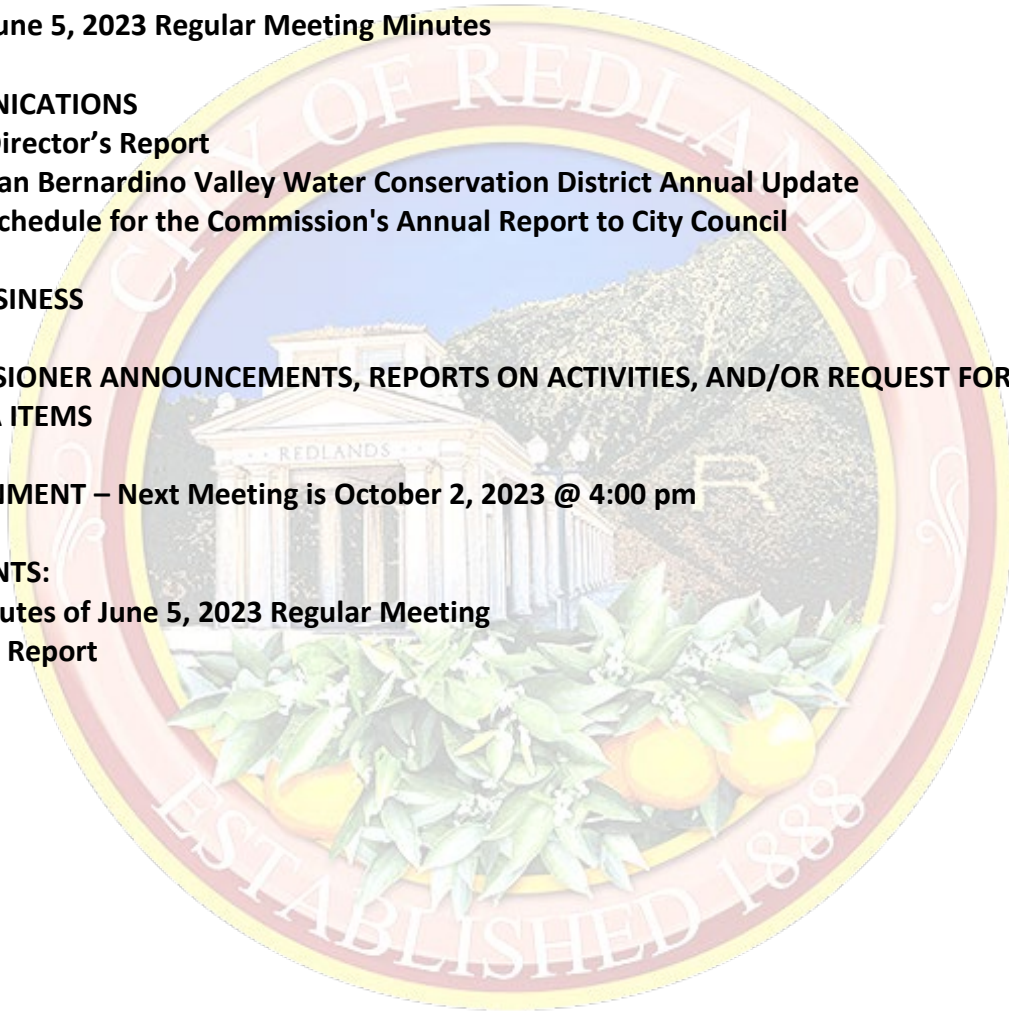 une 5, 2023 Regular Meeting Minutes
NICATIONS
Director’s Report
an Bernardino Valley Water Conservation District Annual Update
chedule for the Commission's Annual Report to City Council
SINESS
SIONER ANNOUNCEMENTS, REPORTS ON ACTIVITIES, AND/OR REQUEST FOR
A ITEMS
NMENT – Next Meeting is October 2, 2023 @ 4:00 pm
NTS:
utes of June 5, 2023 Regular Meeting
Report
CITY OF REDLANDS
REDLANDS
R
ESTABLISHED 1888